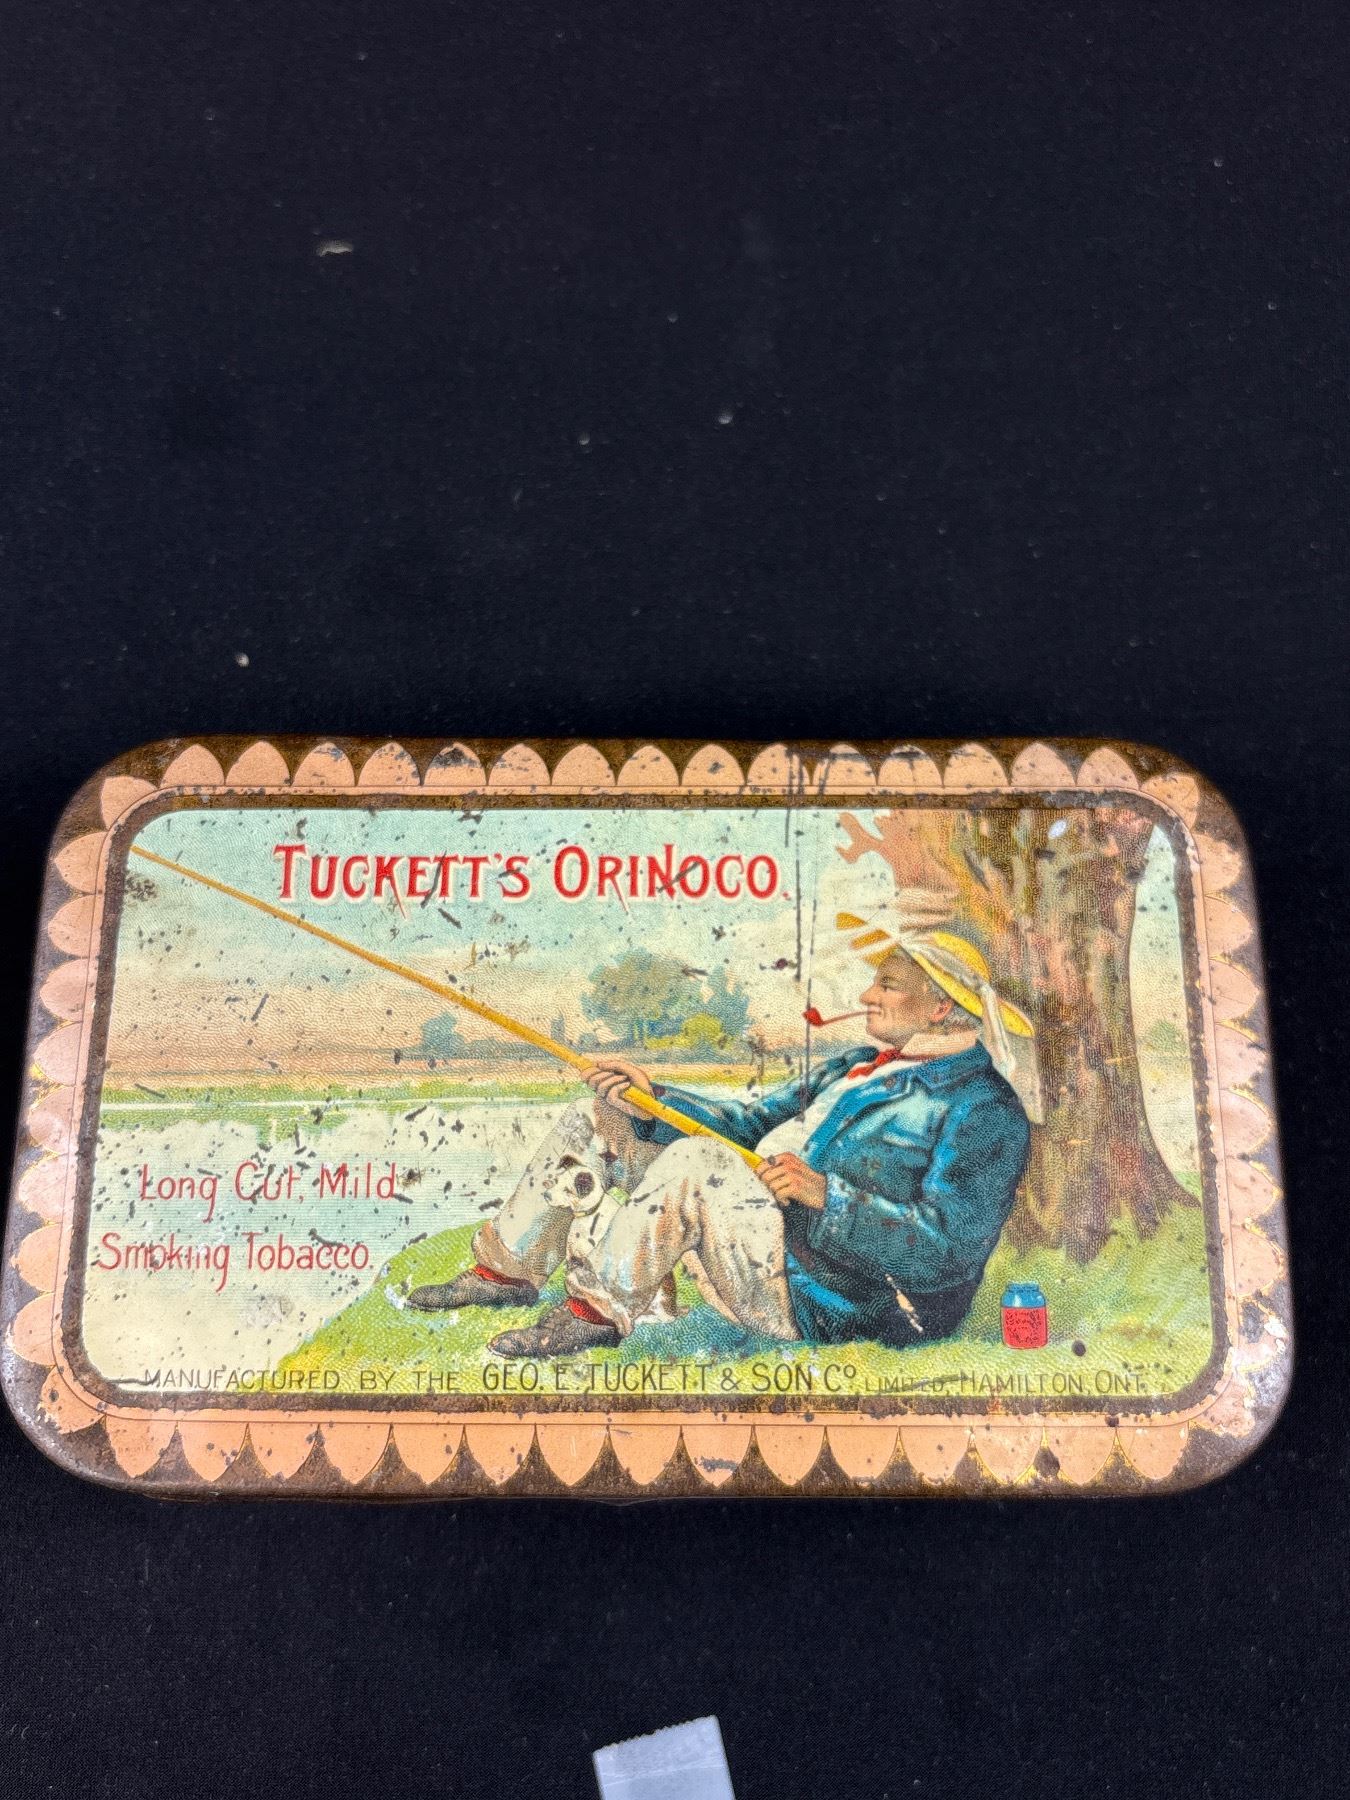 TUCKETT'S ORINOCO.
Long Cut, Mild
Smoking Tobacco.
MANUFACTURED BY THE GEO. E. TUCKETT & SON Cº LIMITED, HAMILTON, ONT.